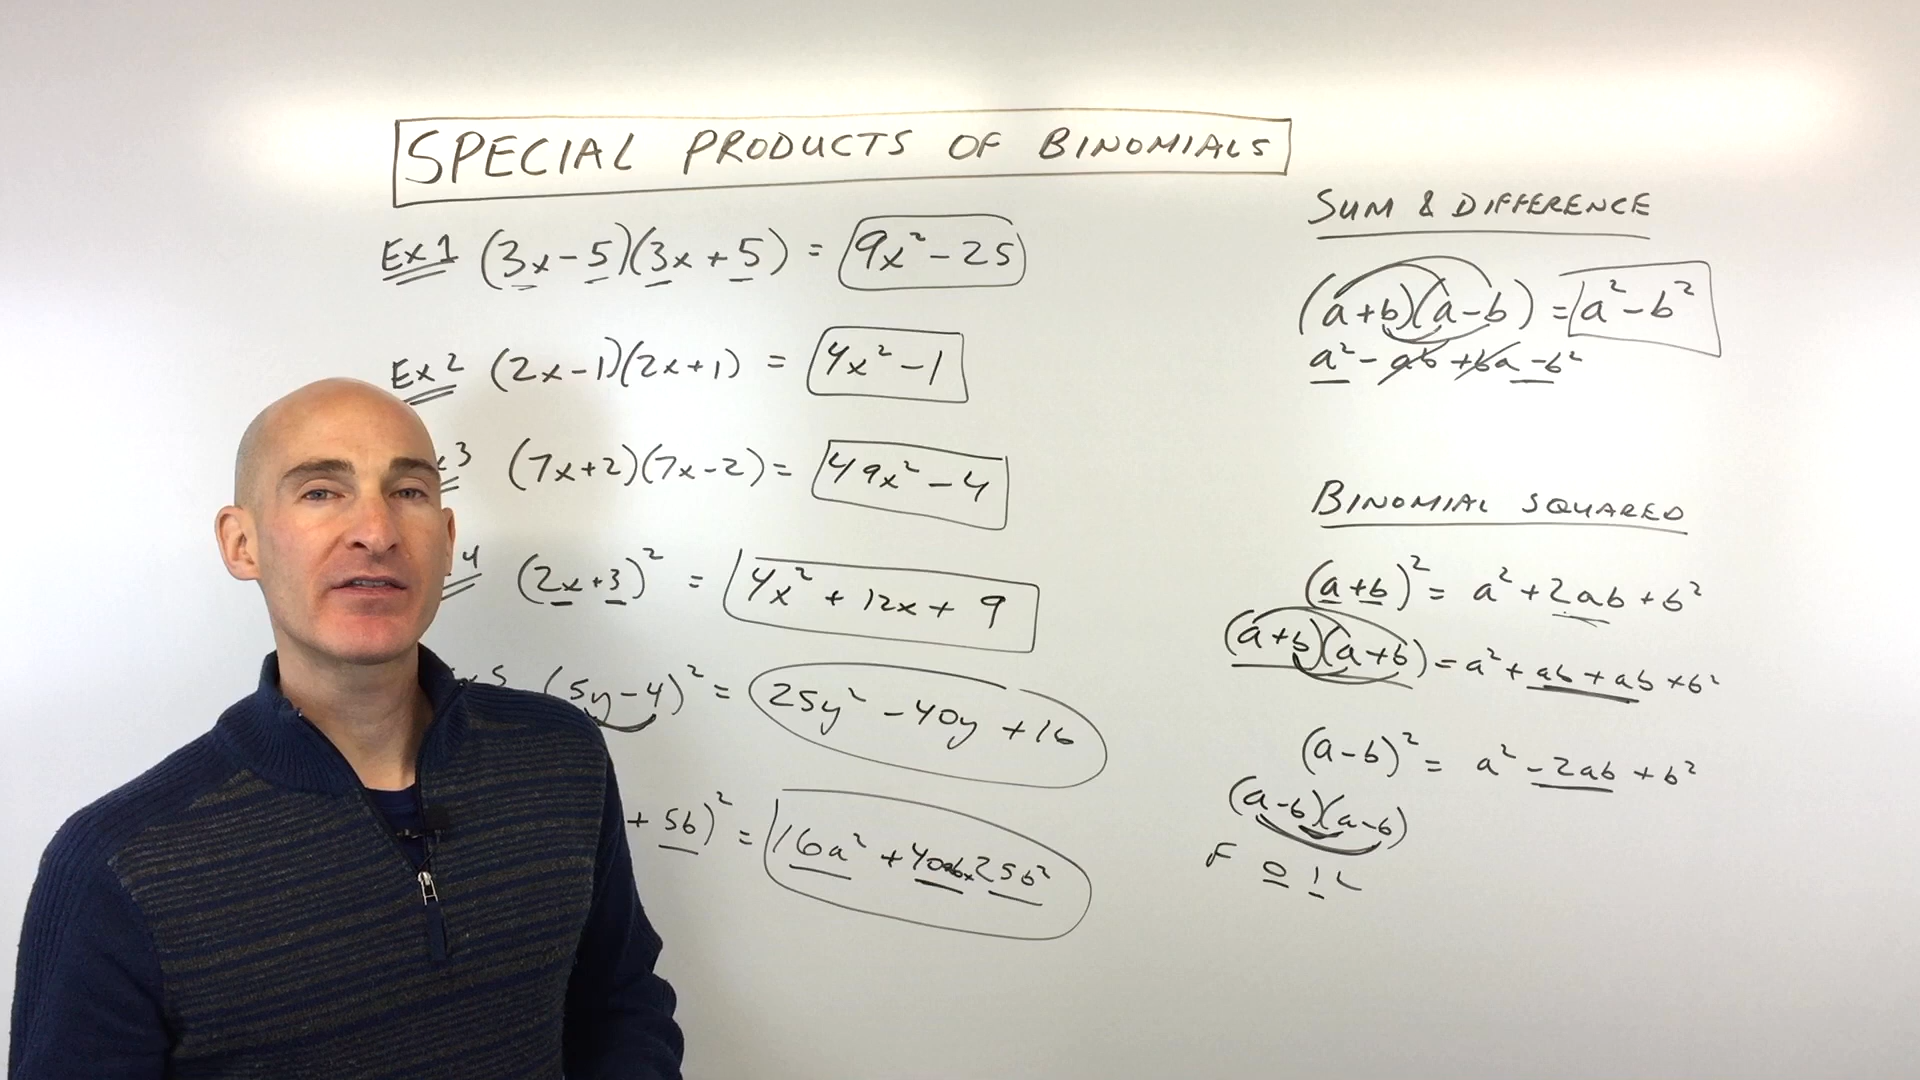 SPECIAL PRODUCTS OF BINOMIALS
Ex 1 (3x-5)(3x+5) = 9x²-25
Ex 2 (2x-1)(2x+1) = 4x²-1
x 3 (7x+2)(7x-2) = 49x²-4
4 (2x+3)² = 4x²+12x+9
5 (5y-4)² = 25y²-40y+16
+5b)² = 16a²+40ab+25b²
SUM & DIFFERENCE
(a+b)(a-b) = a²-b²
a²-ab+ba-b²
BINOMIAL SQUARED
(a+b)² = a²+2ab+b²
(a+b)(a+b) = a²+ab+ab+b²
(a-b)² = a²-2ab+b²
(a-b)(a-b)
F O I L